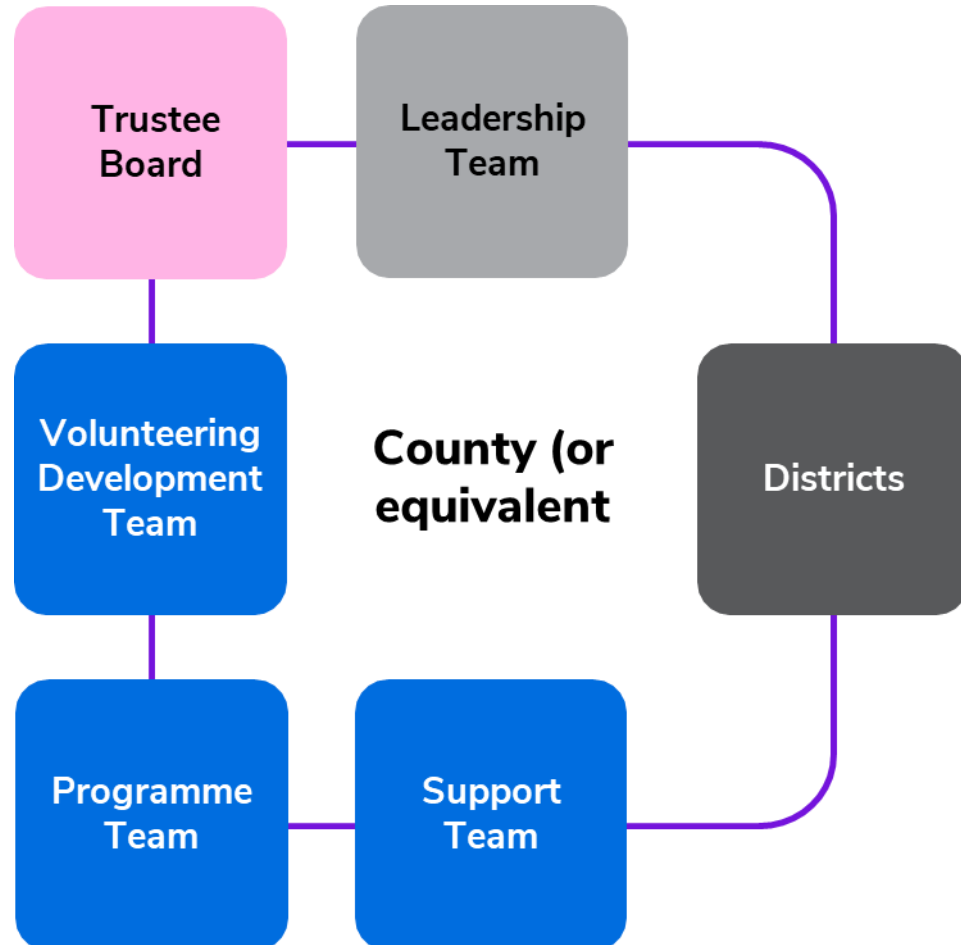 Trustee
Board
Leadership
Team
Volunteering
Development
Team
County (or
equivalent
Districts
Programme
Team
Support
Team